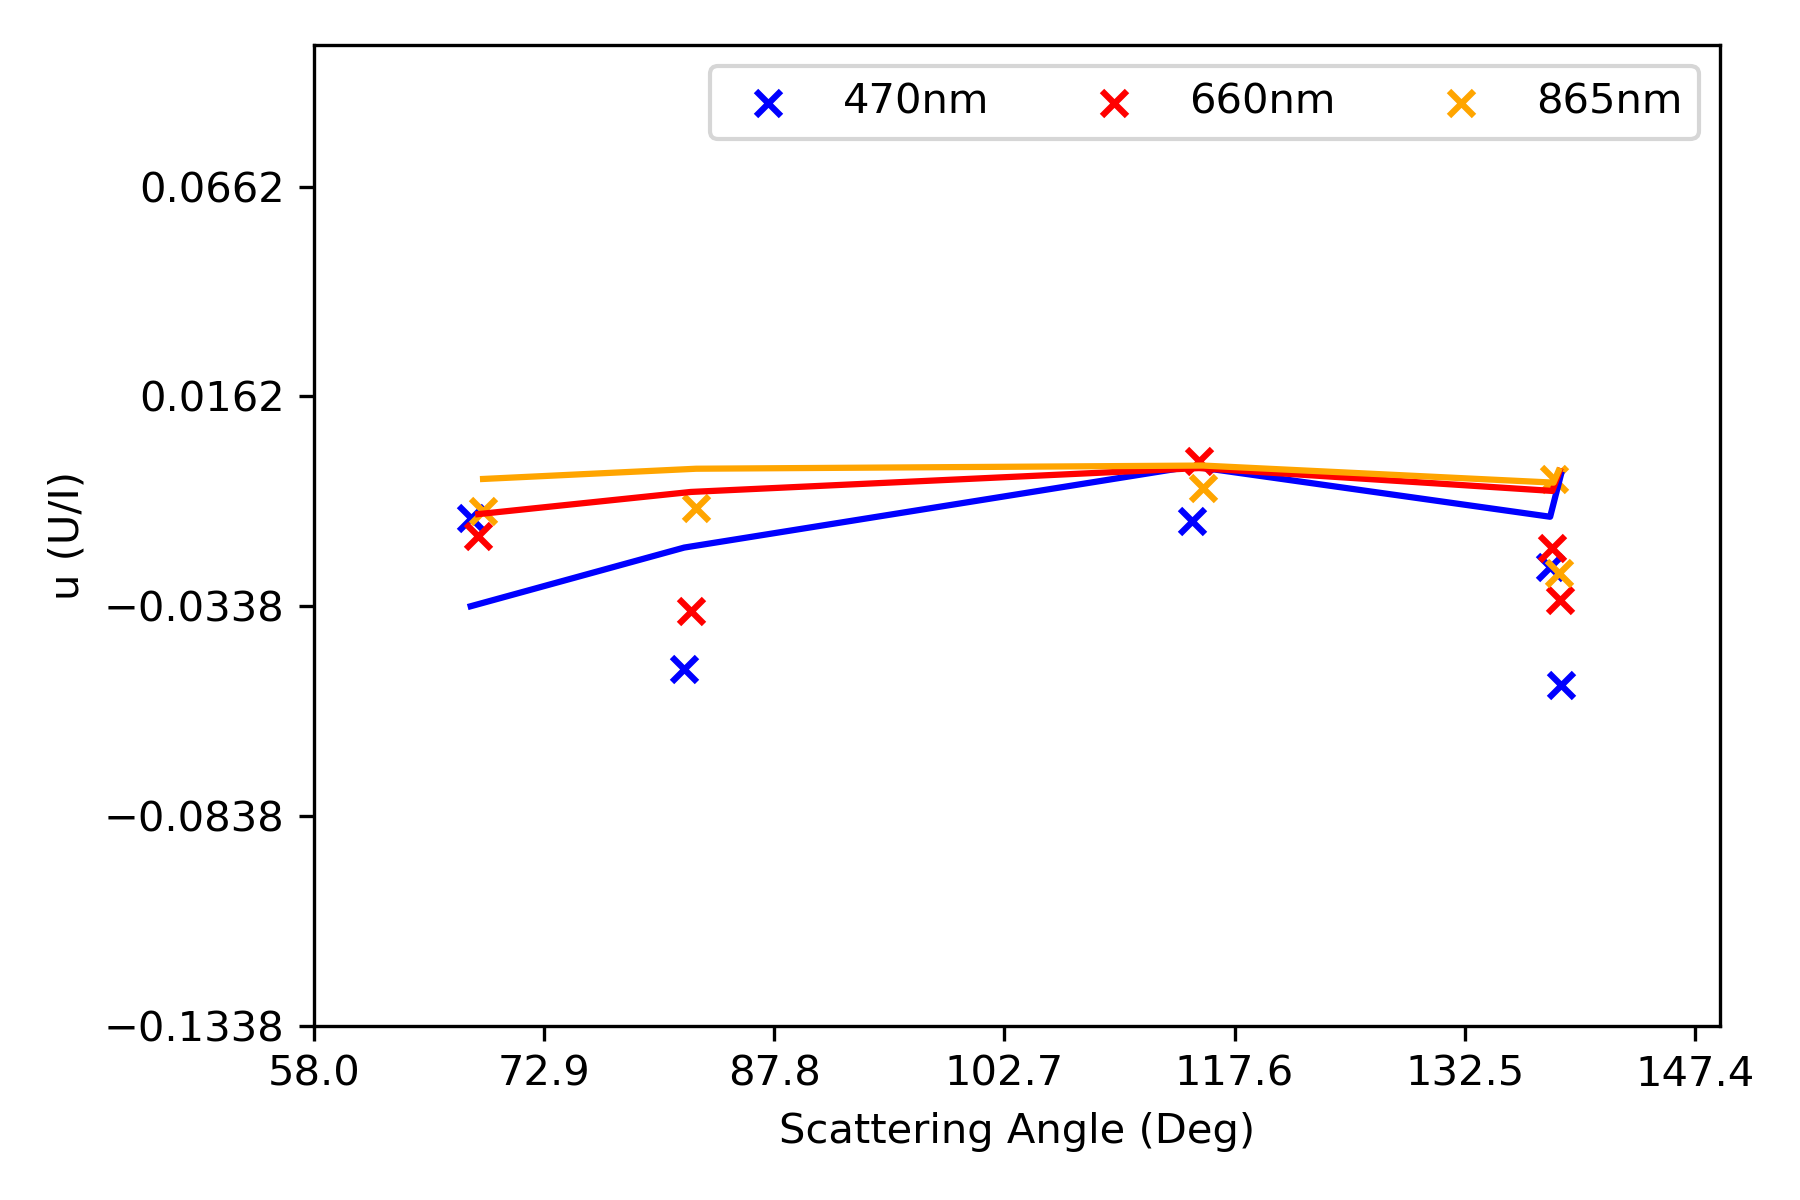 470nm 660nm 865nm
0.0662
0.0162
−0.0338
−0.0838
−0.1338
u (U/I)
58.0 72.9 87.8 102.7 117.6 132.5 147.4
Scattering Angle (Deg)